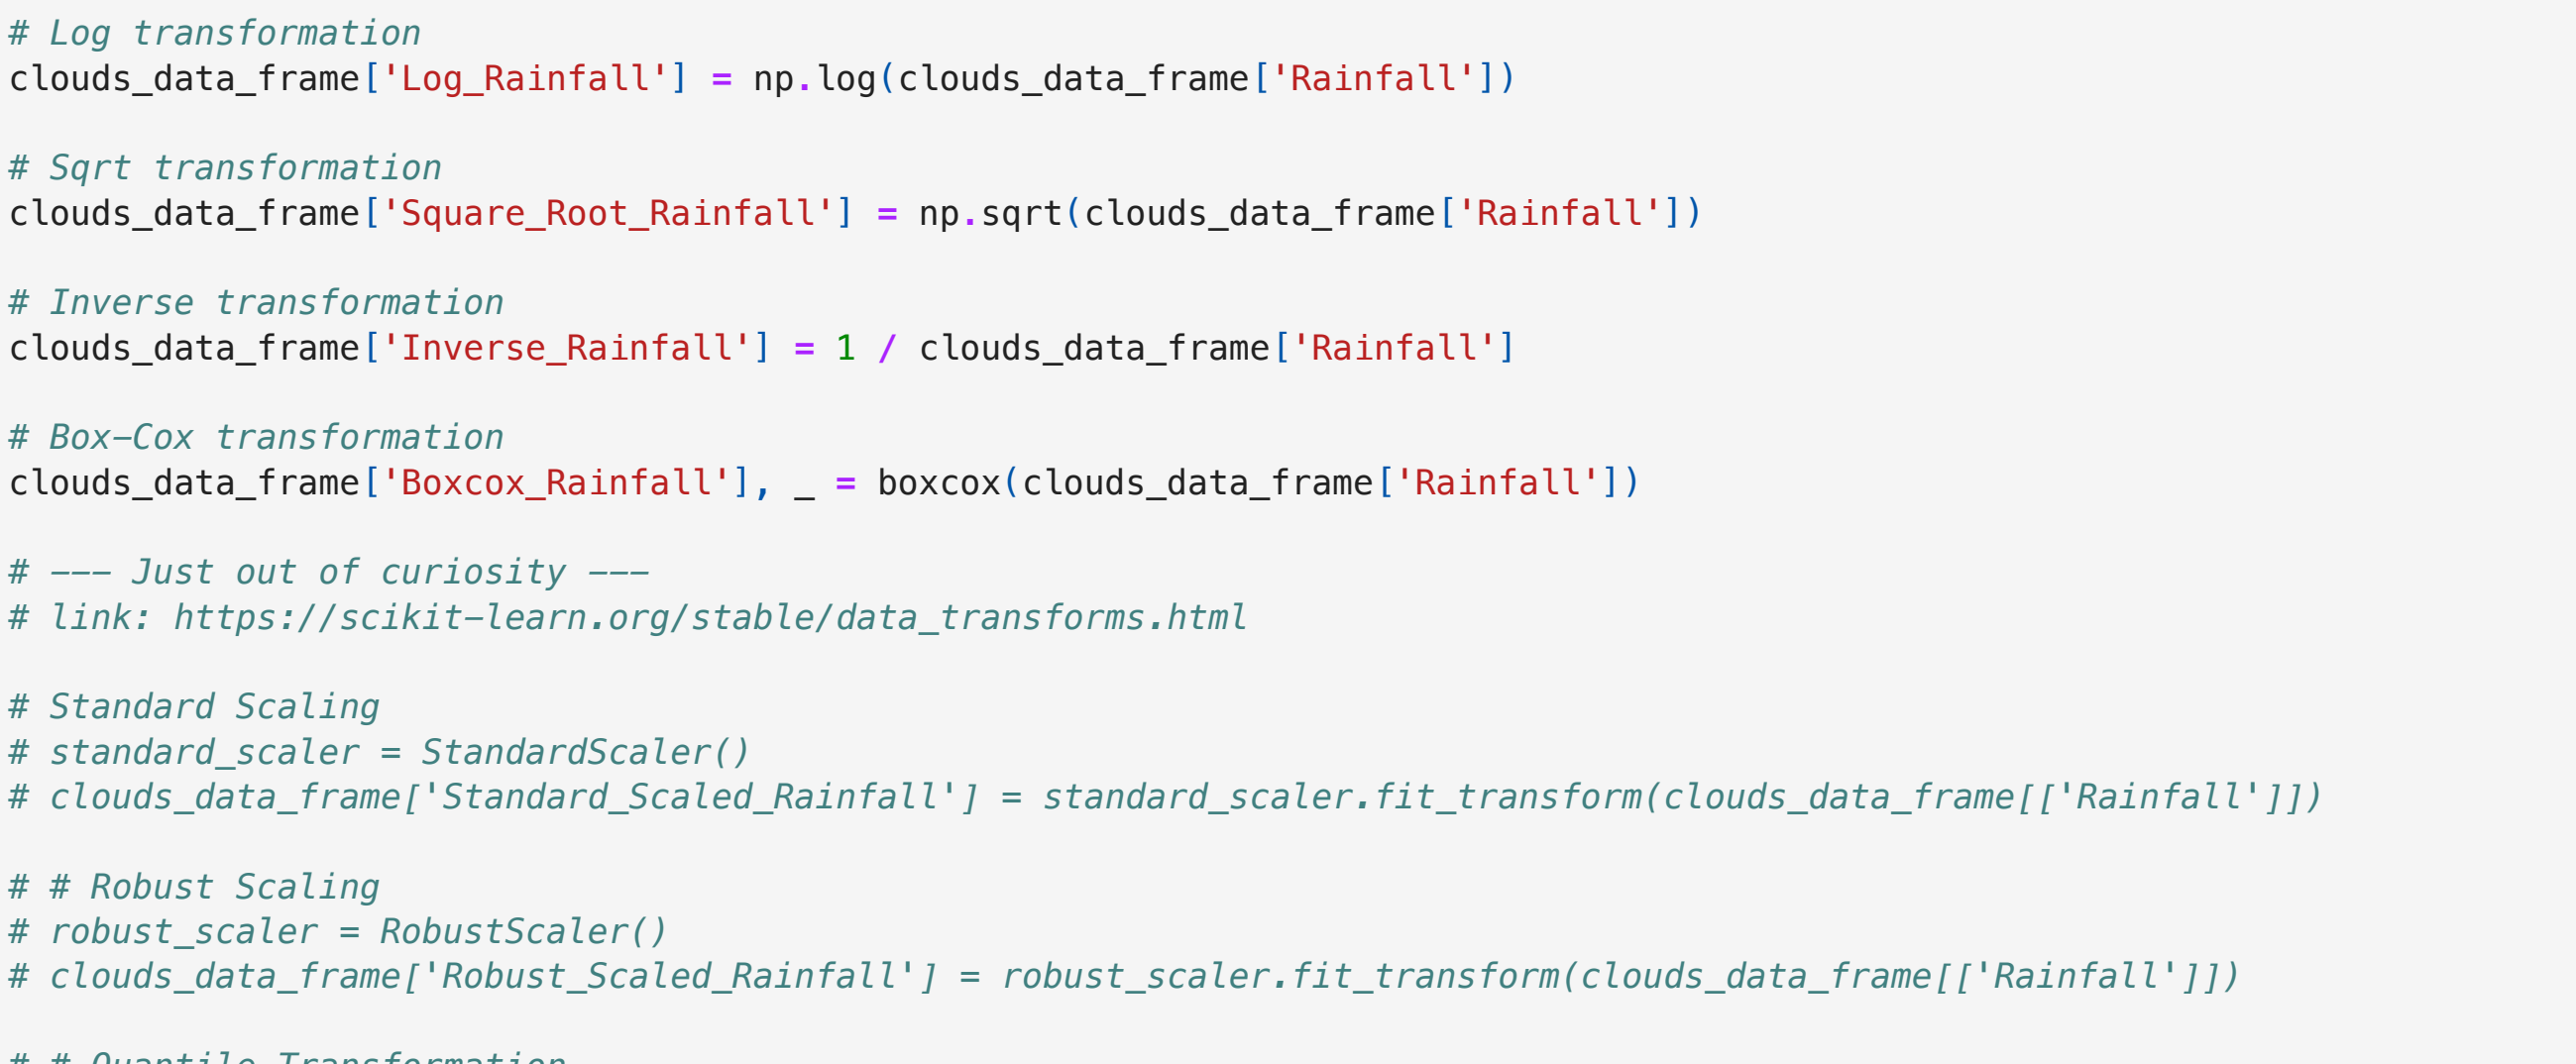 # Log transformation
clouds_data_frame['Log_Rainfall'] = np.log(clouds_data_frame['Rainfall'])
# Sqrt transformation
clouds_data_frame['Square_Root_Rainfall'] = np.sqrt(clouds_data_frame['Rainfall'])
# Inverse transformation
clouds_data_frame['Inverse_Rainfall'] = 1 / clouds_data_frame['Rainfall']
# Box-Cox transformation
clouds_data_frame['Boxcox_Rainfall'], _ = boxcox(clouds_data_frame['Rainfall'])
# --- Just out of curiosity ---
# link: https://scikit-learn.org/stable/data_transforms.html
# Standard Scaling
# standard_scaler = StandardScaler()
# clouds_data_frame['Standard_Scaled_Rainfall'] = standard_scaler.fit_transform(clouds_data_frame[['Rainfall']])
# # Robust Scaling
# robust_scaler = RobustScaler()
# clouds_data_frame['Robust_Scaled_Rainfall'] = robust_scaler.fit_transform(clouds_data_frame[['Rainfall']])
# # Quantile Transformation